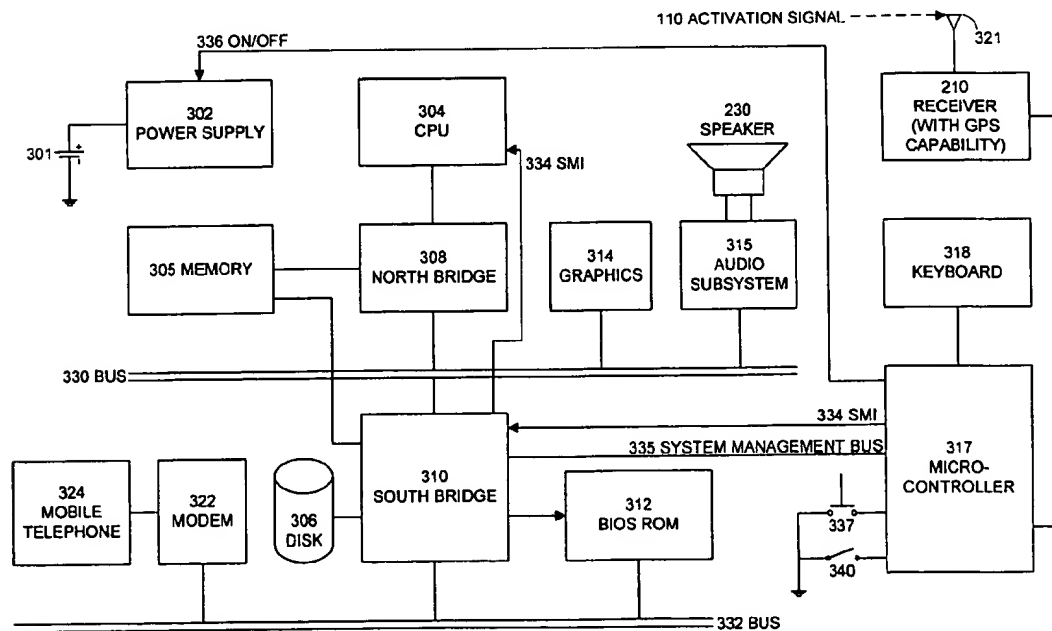 110 ACTIVATION SIGNAL
321
336 ON/OFF
302
POWER SUPPLY
304
CPU
230
SPEAKER
210
RECEIVER
(WITH GPS
CAPABILITY)
301
+
334 SMI
305 MEMORY
308
NORTH BRIDGE
314
GRAPHICS
315
AUDIO
SUBSYSTEM
318
KEYBOARD
330 BUS
334 SMI
335 SYSTEM MANAGEMENT BUS
317
MICRO-
CONTROLLER
324
MOBILE
TELEPHONE
322
MODEM
306
DISK
310
SOUTH BRIDGE
312
BIOS ROM
337
340
332 BUS